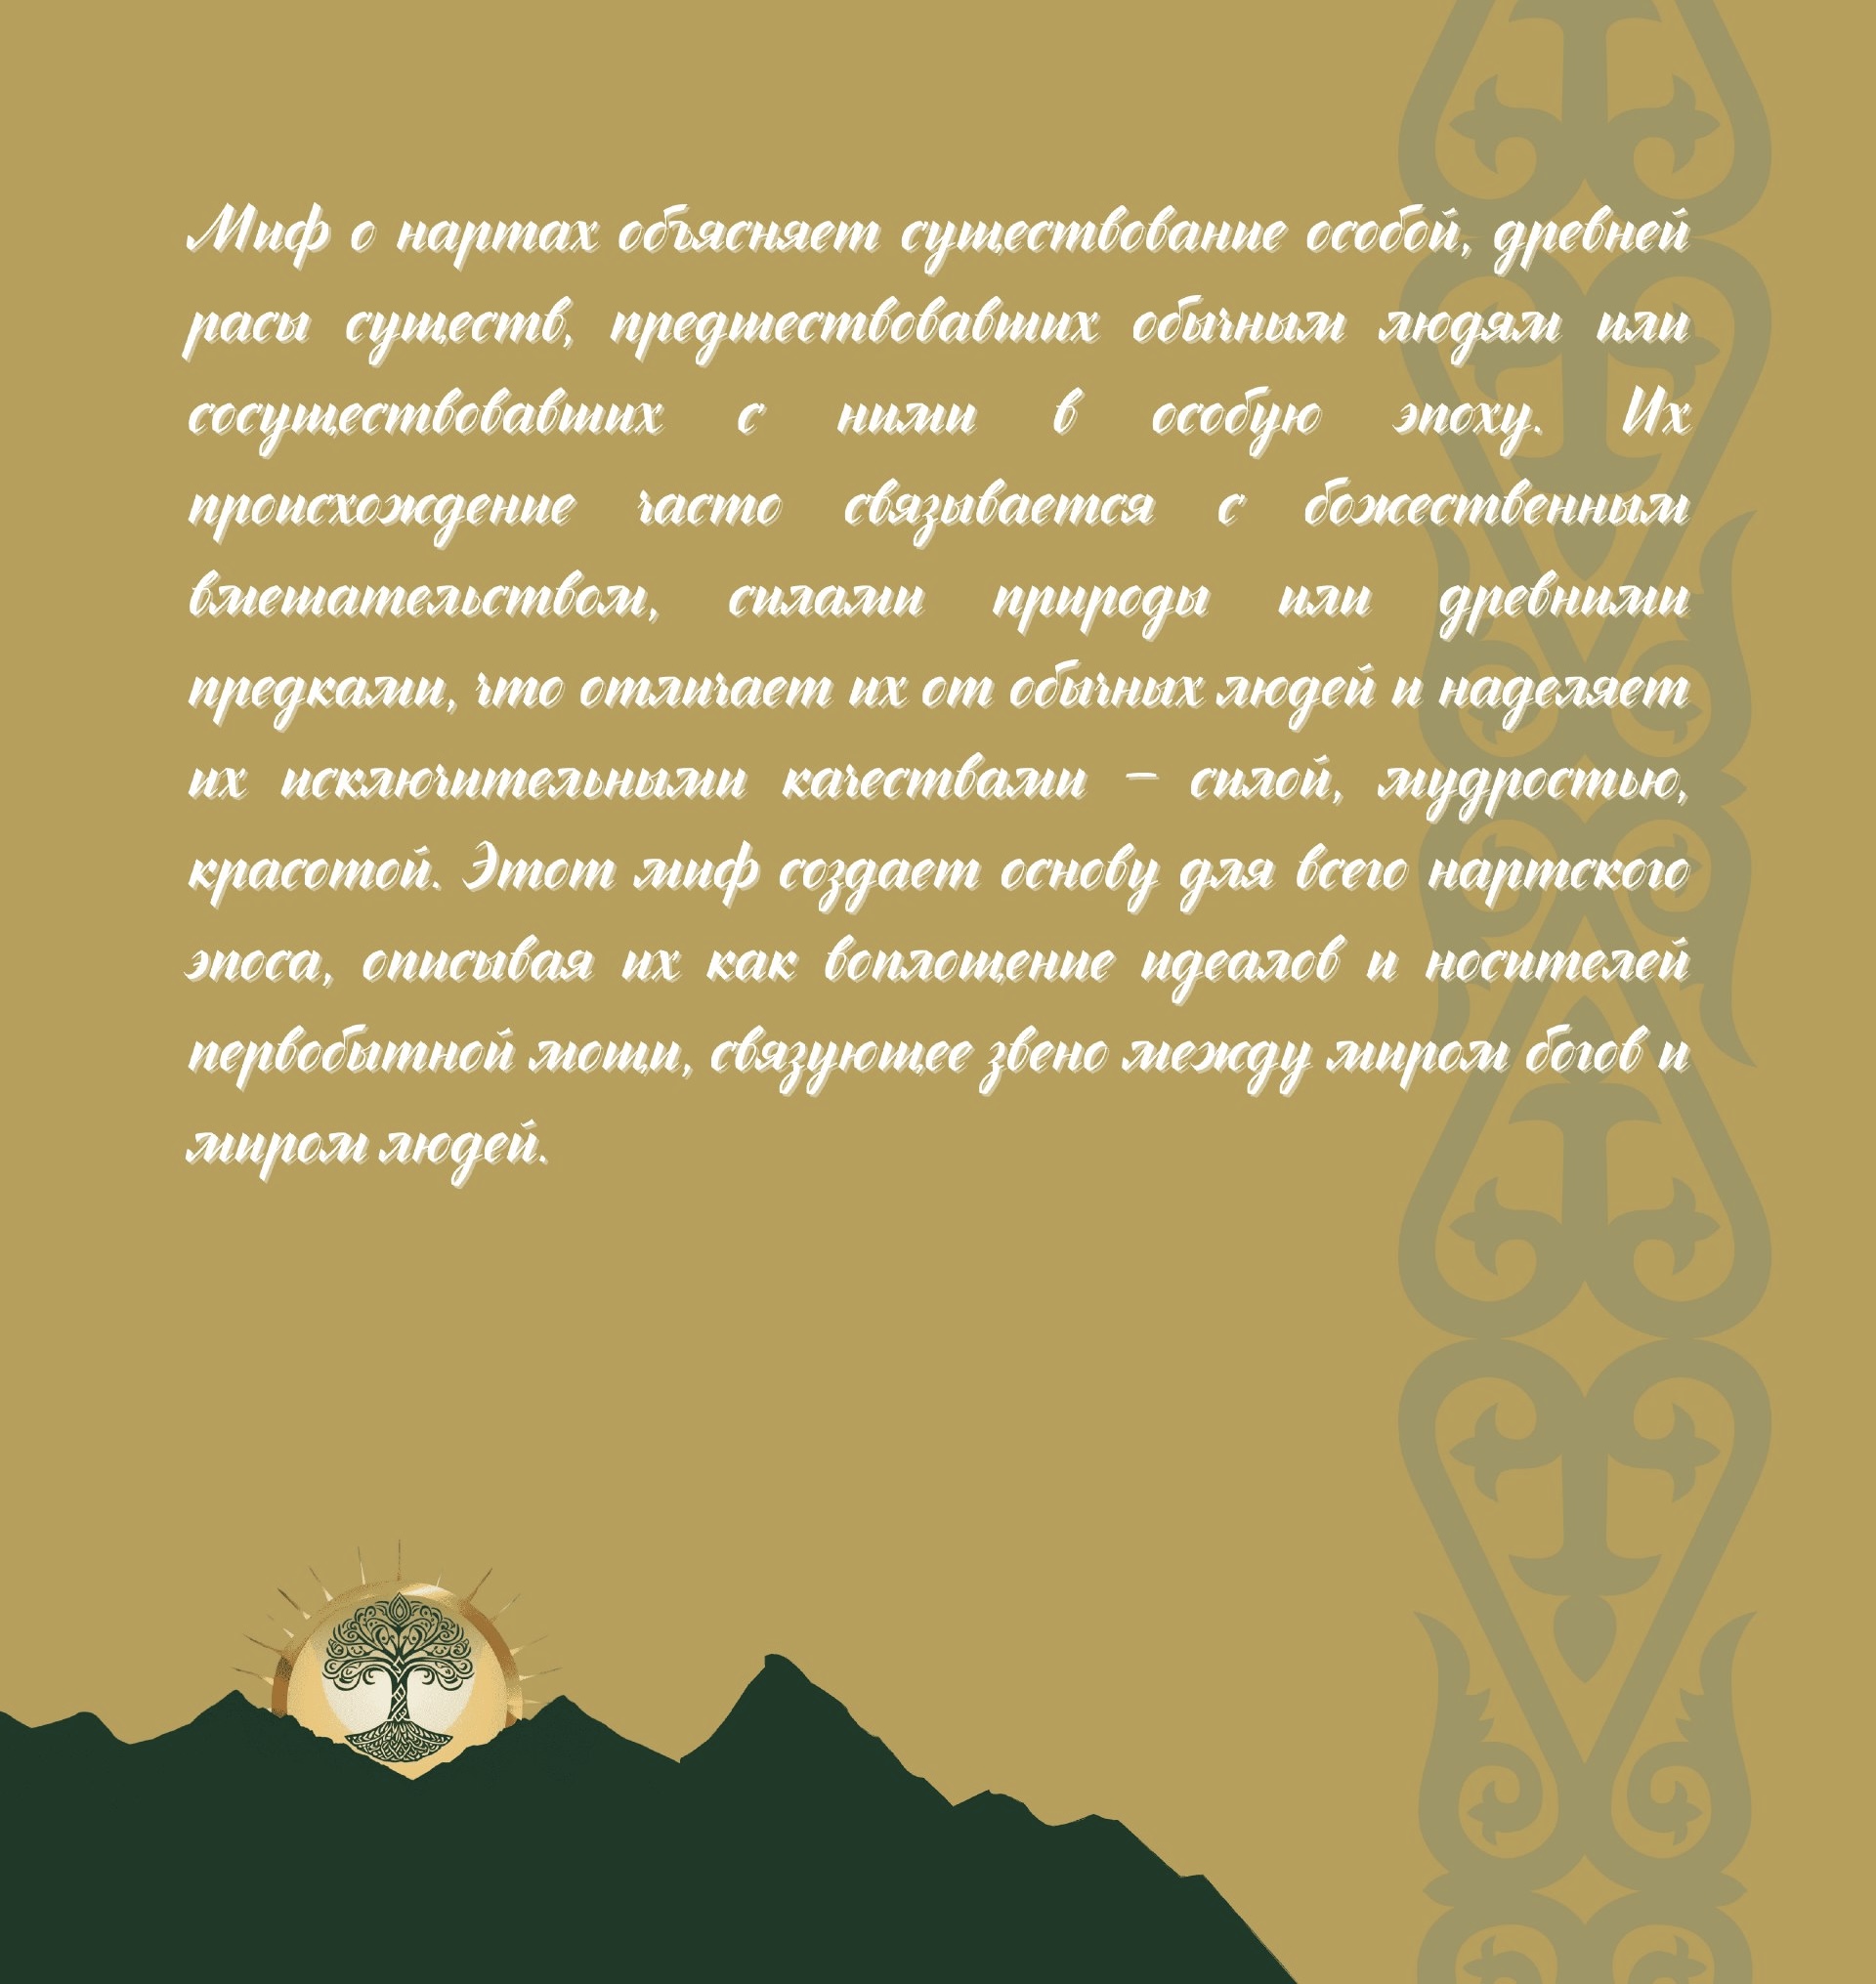 Миф о нартах объясняет существование особой, древней
расы существ, предшествовавших обычным людям или
сосуществовавших с ними в особую эпоху. Их
происхождение часто связывается с божественным
вмешательством, силами природы или древними
предками, что отличает их от обычных людей и наделяет
их исключительными качествами – силой, мудростью,
красотой. Этот миф создает основу для всего нартского
эпоса, описывая их как воплощение идеалов и носителей
первобытной мощи, связующее звено между миром богов и
миром людей.